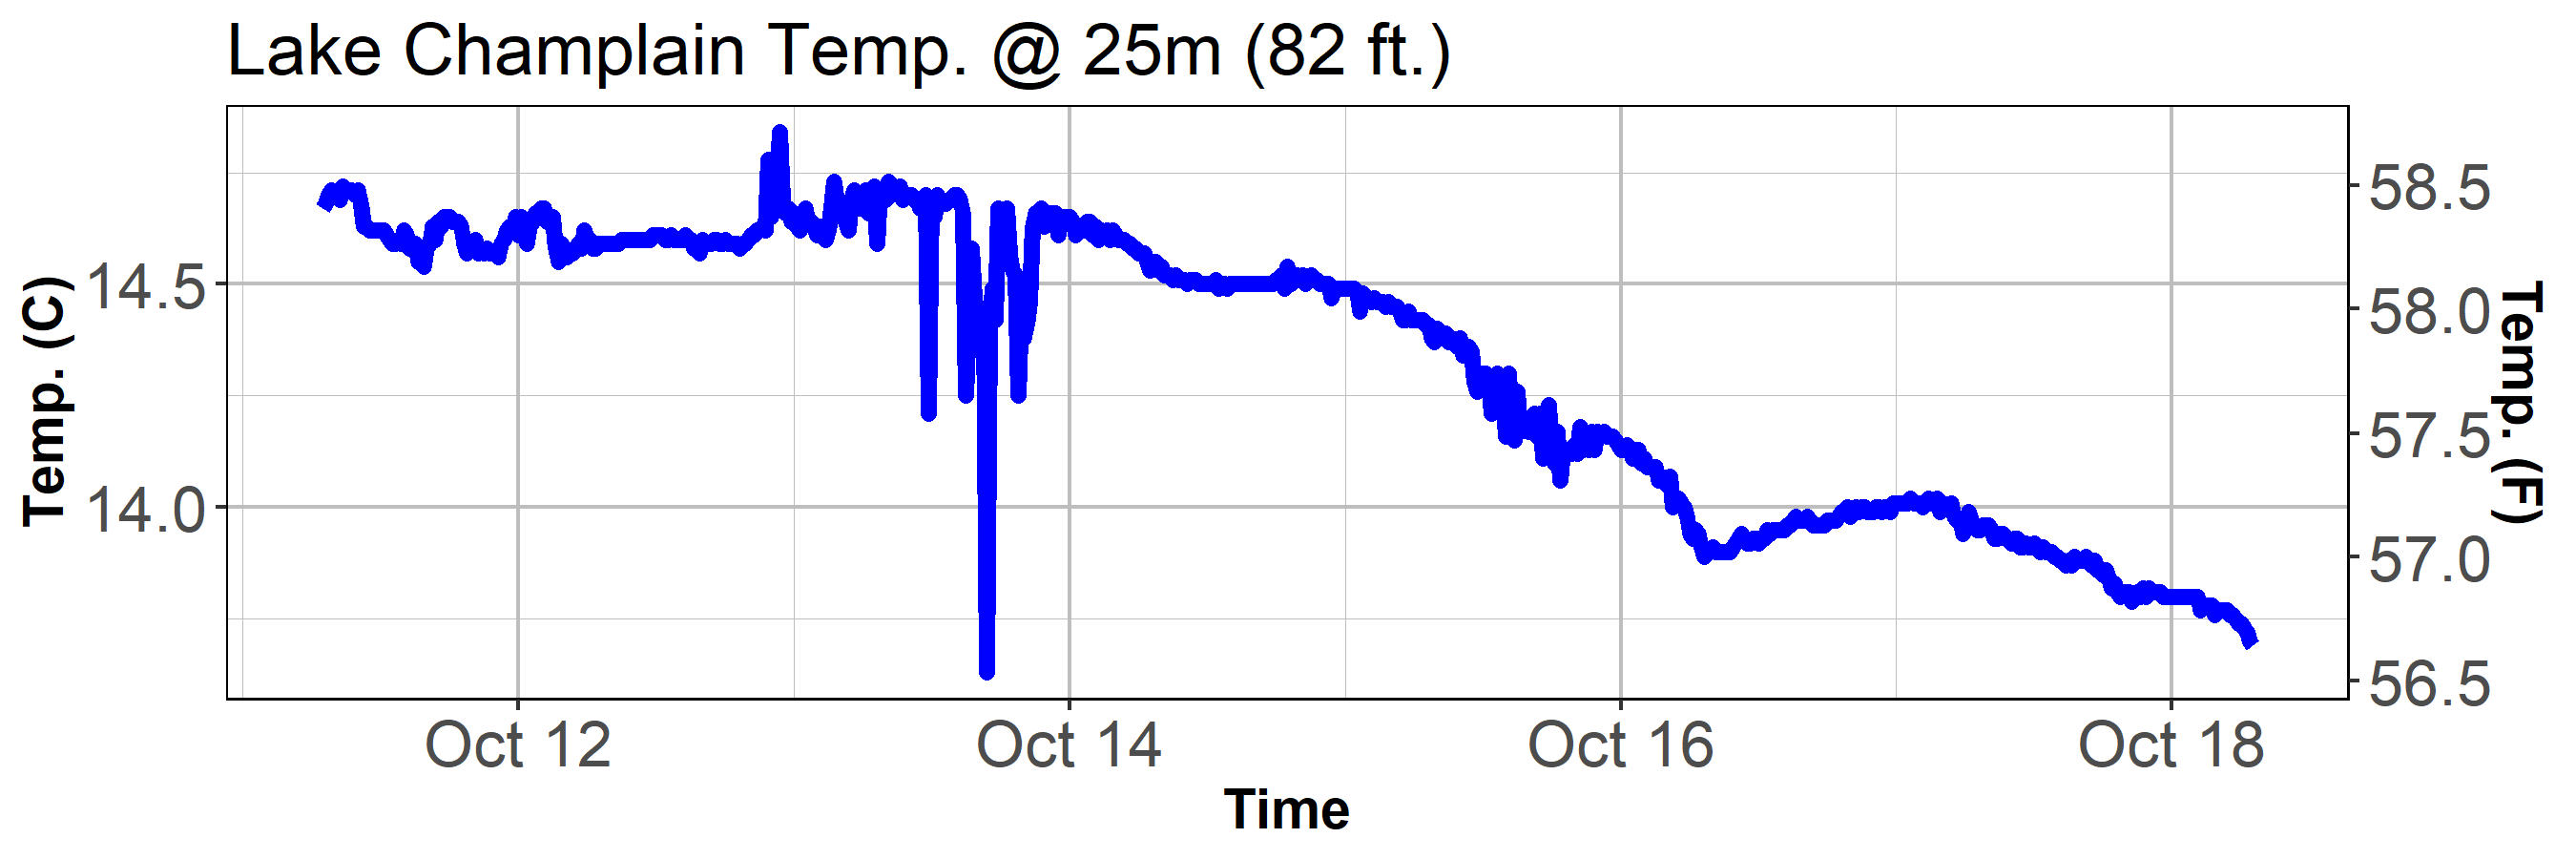 Lake Champlain Temp. @ 25m (82 ft.)
Temp. (C)
14.5
14.0
58.5
58.0
57.5
57.0
56.5
Temp. (F)
Oct 12
Oct 14
Oct 16
Oct 18
Time